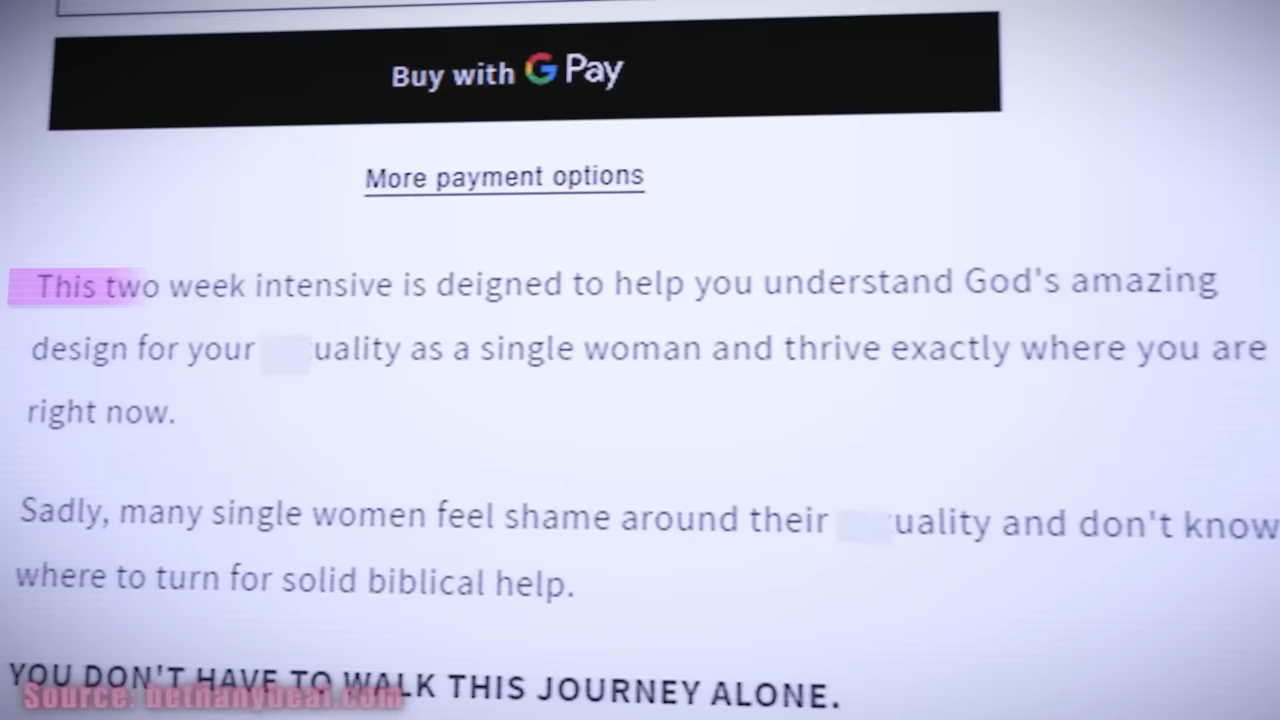 Buy with G Pay
More payment options
This two week intensive is deigned to help you understand God's amazing
design for your uality as a single woman and thrive exactly where you are
right now.
Sadly, many single women feel shame around their uality and don't know
where to turn for solid biblical help.
YOU DON'T HAVE TO WALK THIS JOURNEY ALONE.
Source: bethanybeal.com